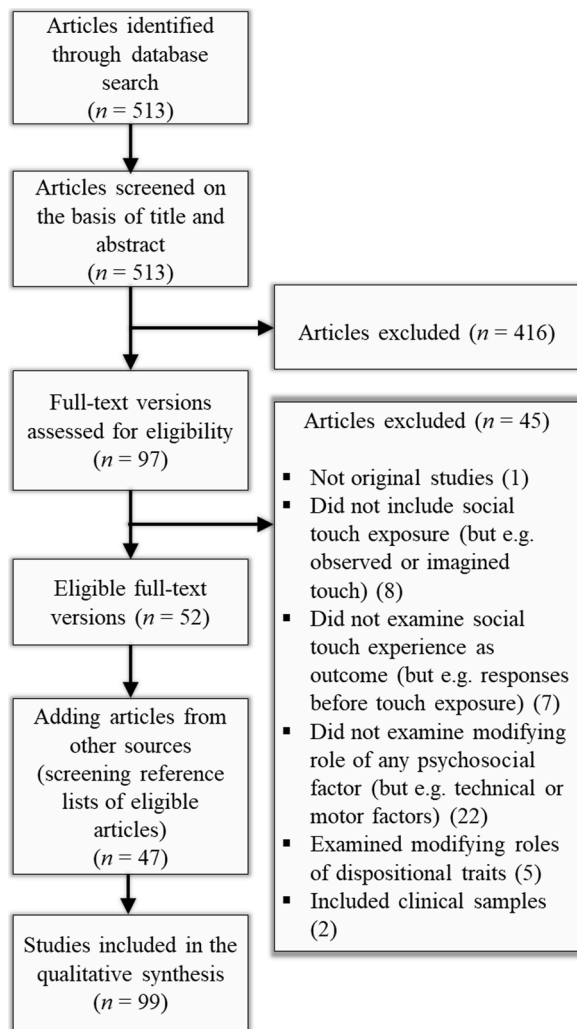 Articles identified
through database
search
(n = 513)
Articles screened on
the basis of title and
abstract
(n = 513)
Articles excluded (n = 416)
Full-text versions
assessed for eligibility
(n = 97)
Articles excluded (n = 45)
▪ Not original studies (1)
▪ Did not include social
touch exposure (but e.g.
observed or imagined
touch) (8)
▪ Did not examine social
touch experience as
outcome (but e.g. responses
before touch exposure) (7)
▪ Did not examine modifying
role of any psychosocial
factor (but e.g. technical or
motor factors) (22)
▪ Examined modifying roles
of dispositional traits (5)
▪ Included clinical samples
(2)
Eligible full-text
versions (n = 52)
Adding articles from
other sources
(screening reference
lists of eligible
articles)
(n = 47)
Studies included in the
qualitative synthesis
(n = 99)